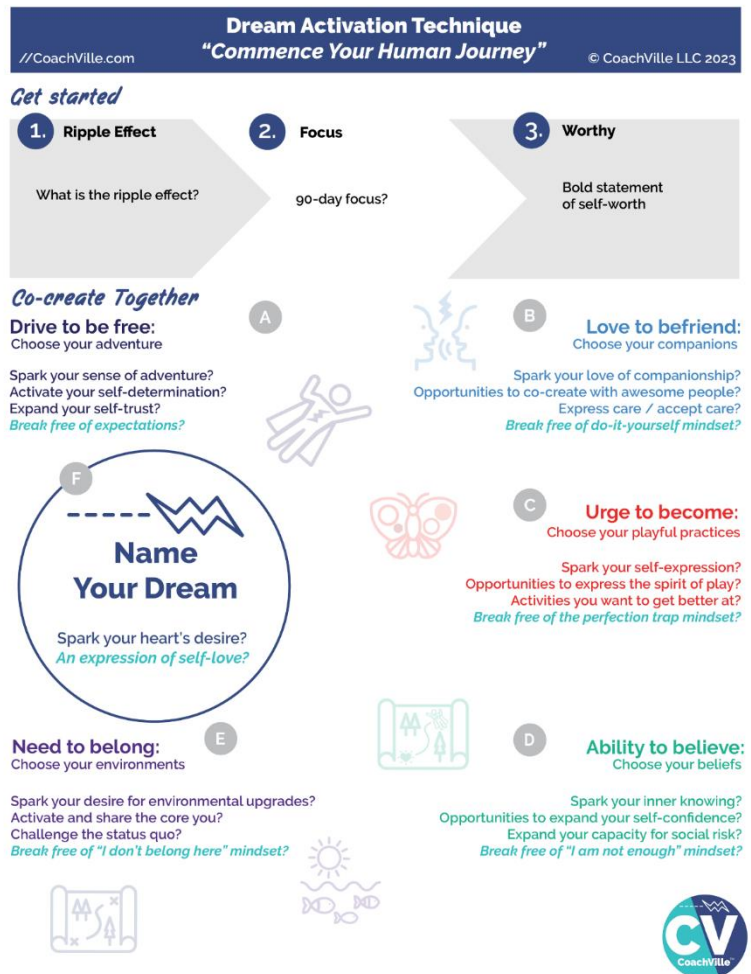 Dream Activation Technique
//CoachVille.com
"Commence Your Human Journey"
© CoachVille LLC 2023
Get started
1. Ripple Effect
What is the ripple effect?
2. Focus
90-day focus?
3. Worthy
Bold statement
of self-worth
Co-create Together
A
Drive to be free:
Choose your adventure
Spark your sense of adventure?
Activate your self-determination?
Expand your self-trust?
Break free of expectations?
B
Love to befriend:
Choose your companions
Spark your love of companionship?
Opportunities to co-create with awesome people?
Express care / accept care?
Break free of do-it-yourself mindset?
C
Urge to become:
Choose your playful practices
Spark your self-expression?
Opportunities to express the spirit of play?
Activities you want to get better at?
Break free of the perfection trap mindset?
D
Ability to believe:
Choose your beliefs
Spark your inner knowing?
Opportunities to expand your self-confidence?
Expand your capacity for social risk?
Break free of "I am not enough" mindset?
E
Need to belong:
Choose your environments
Spark your desire for environmental upgrades?
Activate and share the core you?
Challenge the status quo?
Break free of "I don't belong here" mindset?
F
Name
Your Dream
Spark your heart's desire?
An expression of self-love?
CV
CoachVille™